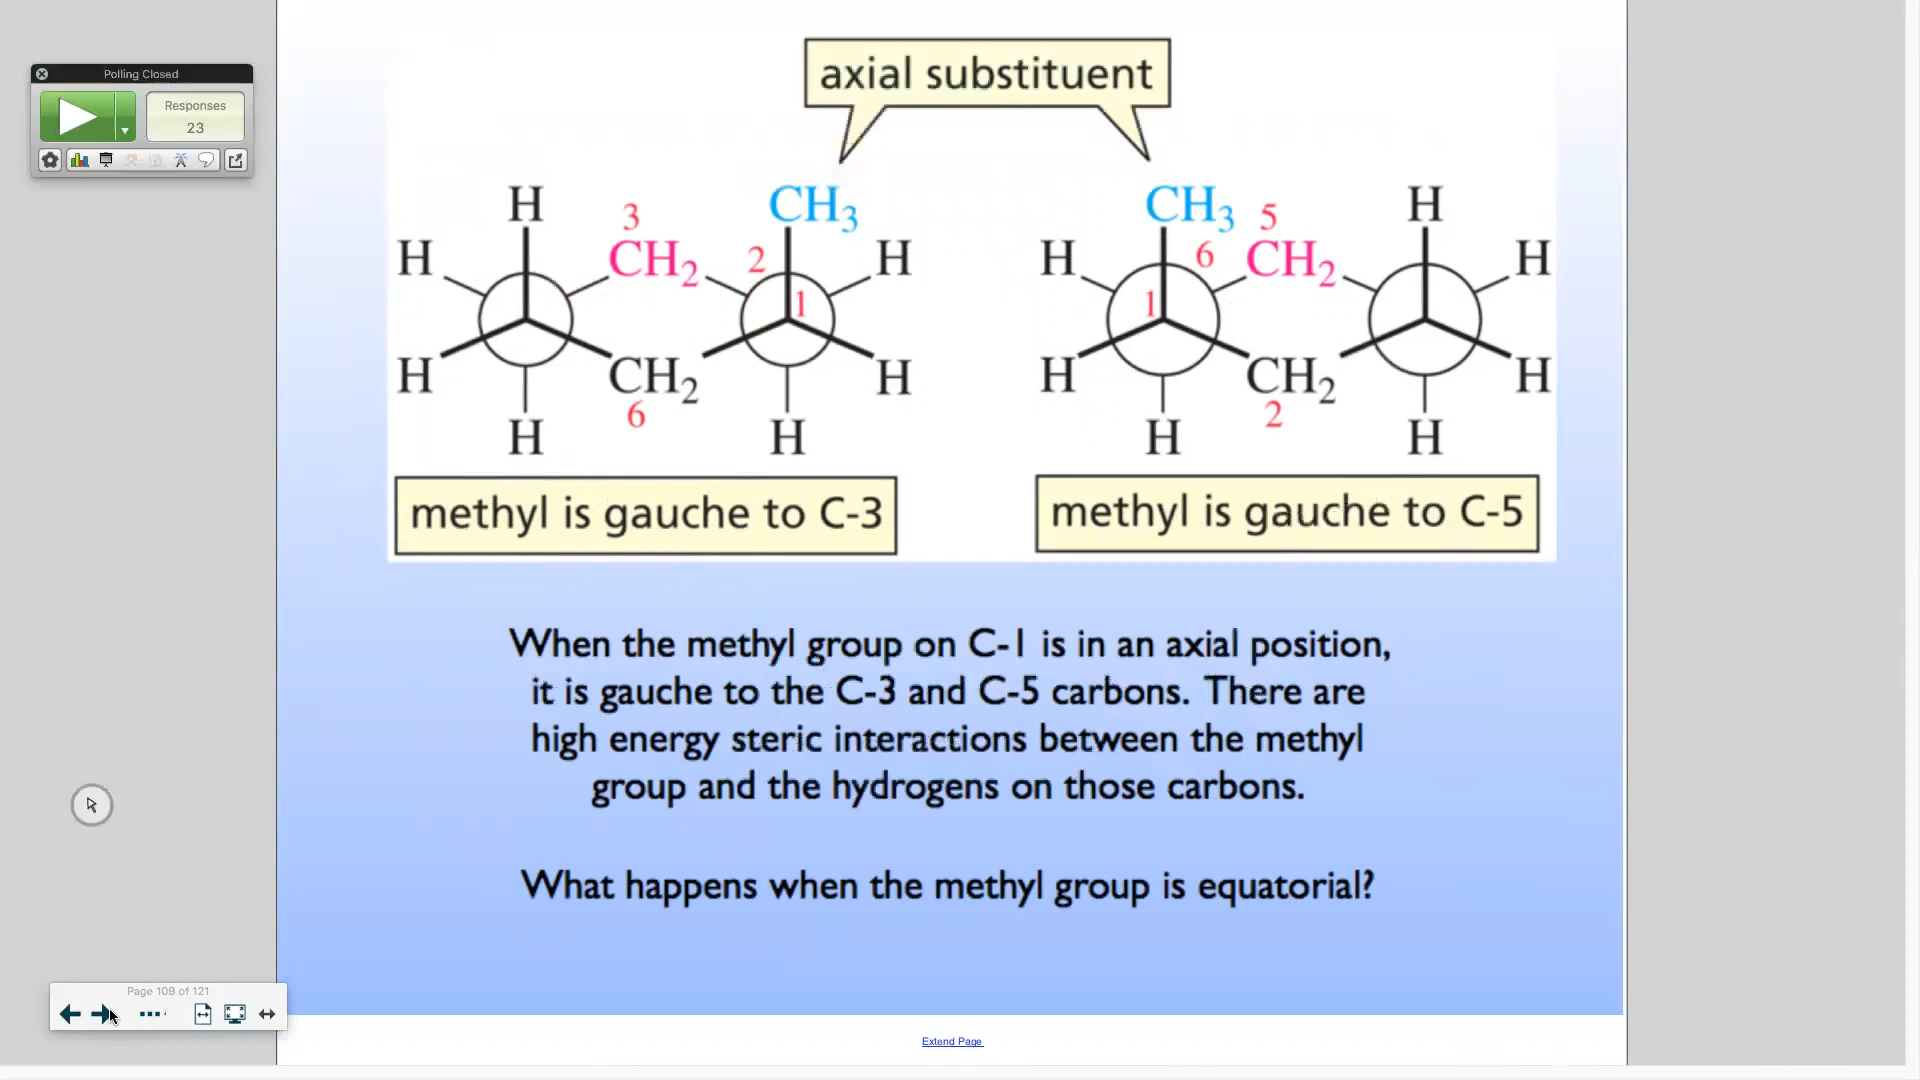 Polling Closed
Responses
23
axial substituent
H 3 CH3
H CH2 2 H
1
H CH2 H
6
H H
CH3 5 H
H 6 CH2 H
1
H CH2 H
2
H H
methyl is gauche to C-3
methyl is gauche to C-5
When the methyl group on C-1 is in an axial position,
it is gauche to the C-3 and C-5 carbons. There are
high energy steric interactions between the methyl
group and the hydrogens on those carbons.
What happens when the methyl group is equatorial?
Page 109 of 121
Extend Page